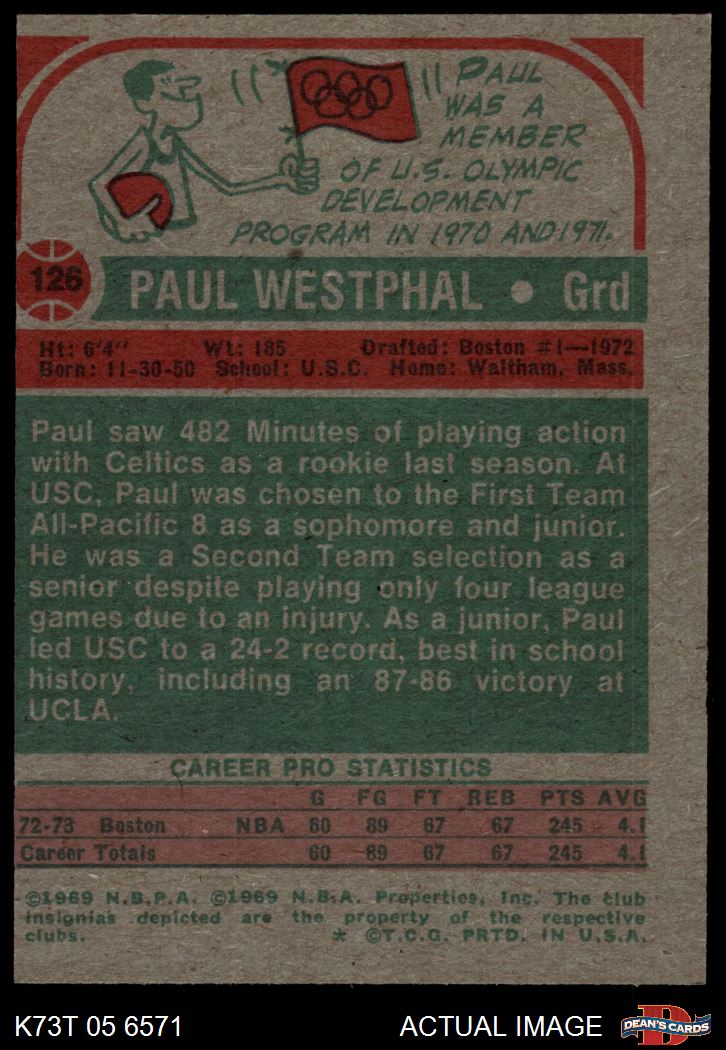 PAUL
WAS A
MEMBER
OF U.S. OLYMPIC
DEVELOPMENT
PROGRAM IN 1970 AND 1971.
126
PAUL WESTPHAL • Grd
Ht: 6'4" Wt: 185 Drafted: Boston #1—1972
Born: 11-30-50 School: U.S.C. Home: Waltham, Mass.
Paul saw 482 Minutes of playing action
with Celtics as a rookie last season. At
USC, Paul was chosen to the First Team
All-Pacific 8 as a sophomore and junior.
He was a Second Team selection as a
senior despite playing only four league
games due to an injury. As a junior, Paul
led USC to a 24-2 record, best in school
history, including an 87-86 victory at
UCLA.
CAREER PRO STATISTICS
G FG FT REB PTS AVG
72-73 Boston NBA 60 89 67 67 245 4.1
Career Totals 60 89 67 67 245 4.1
©1969 N.B.P.A. ©1969 N.B.A. Properties, Inc. The club
insignias depicted are the property of the respective
clubs. * ©T.C.G. PRTD. IN U.S.A.
K73T 05 6571 ACTUAL IMAGE
D
DEAN'S CARDS